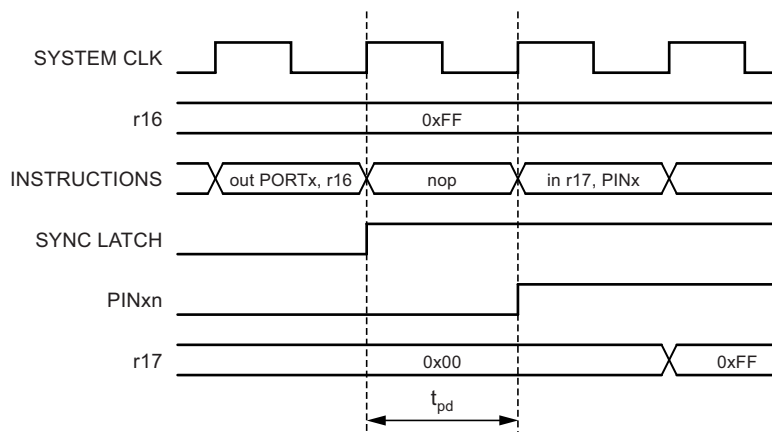 SYSTEM CLK
r16
0xFF
INSTRUCTIONS
out PORTx, r16
nop
in r17, PINx
SYNC LATCH
PINxn
r17
0x00
0xFF
tpd